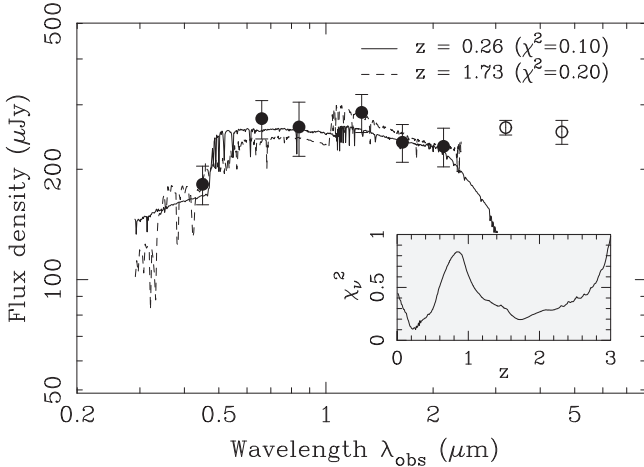 500
200
100
50
Flux density (μJy)
z = 0.26 (χ²=0.10)
z = 1.73 (χ²=0.20)
1
0.5
0
χν²
0 1 2 3
z
0.2 0.5 1 2 5
Wavelength λobs (μm)